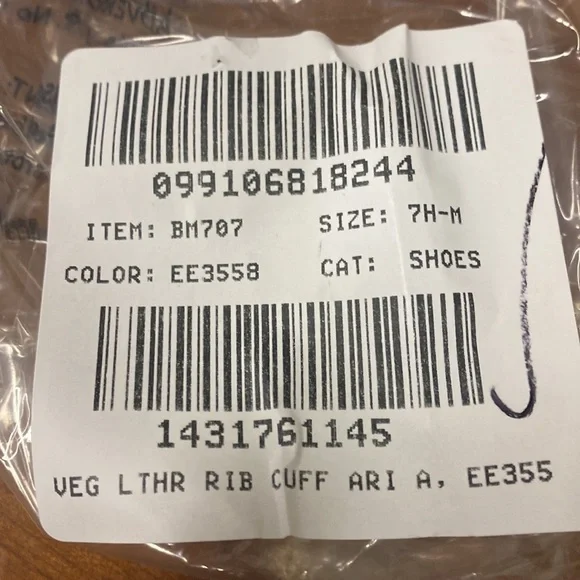 099106818244
ITEM: BM707 SIZE: 7H-M
COLOR: EE3558 CAT: SHOES
1431761145
VEG LTHR RIB CUFF ARI A, EE355